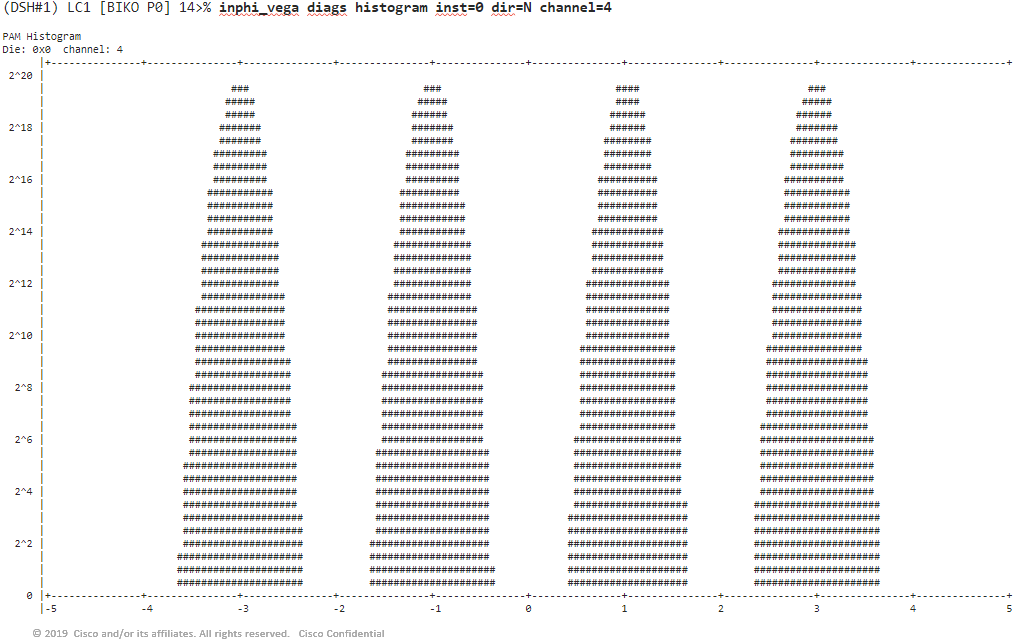 (DSH#1) LC1 [BIKO P0] 14>% inphi_vega diags histogram inst=0 dir=N channel=4
PAM Histogram
Die: 0x0 channel: 4
2^20
2^18
2^16
2^14
2^12
2^10
2^8
2^6
2^4
2^2
0
-5 -4 -3 -2 -1 0 1 2 3 4 5
© 2019 Cisco and/or its affiliates. All rights reserved. Cisco Confidential